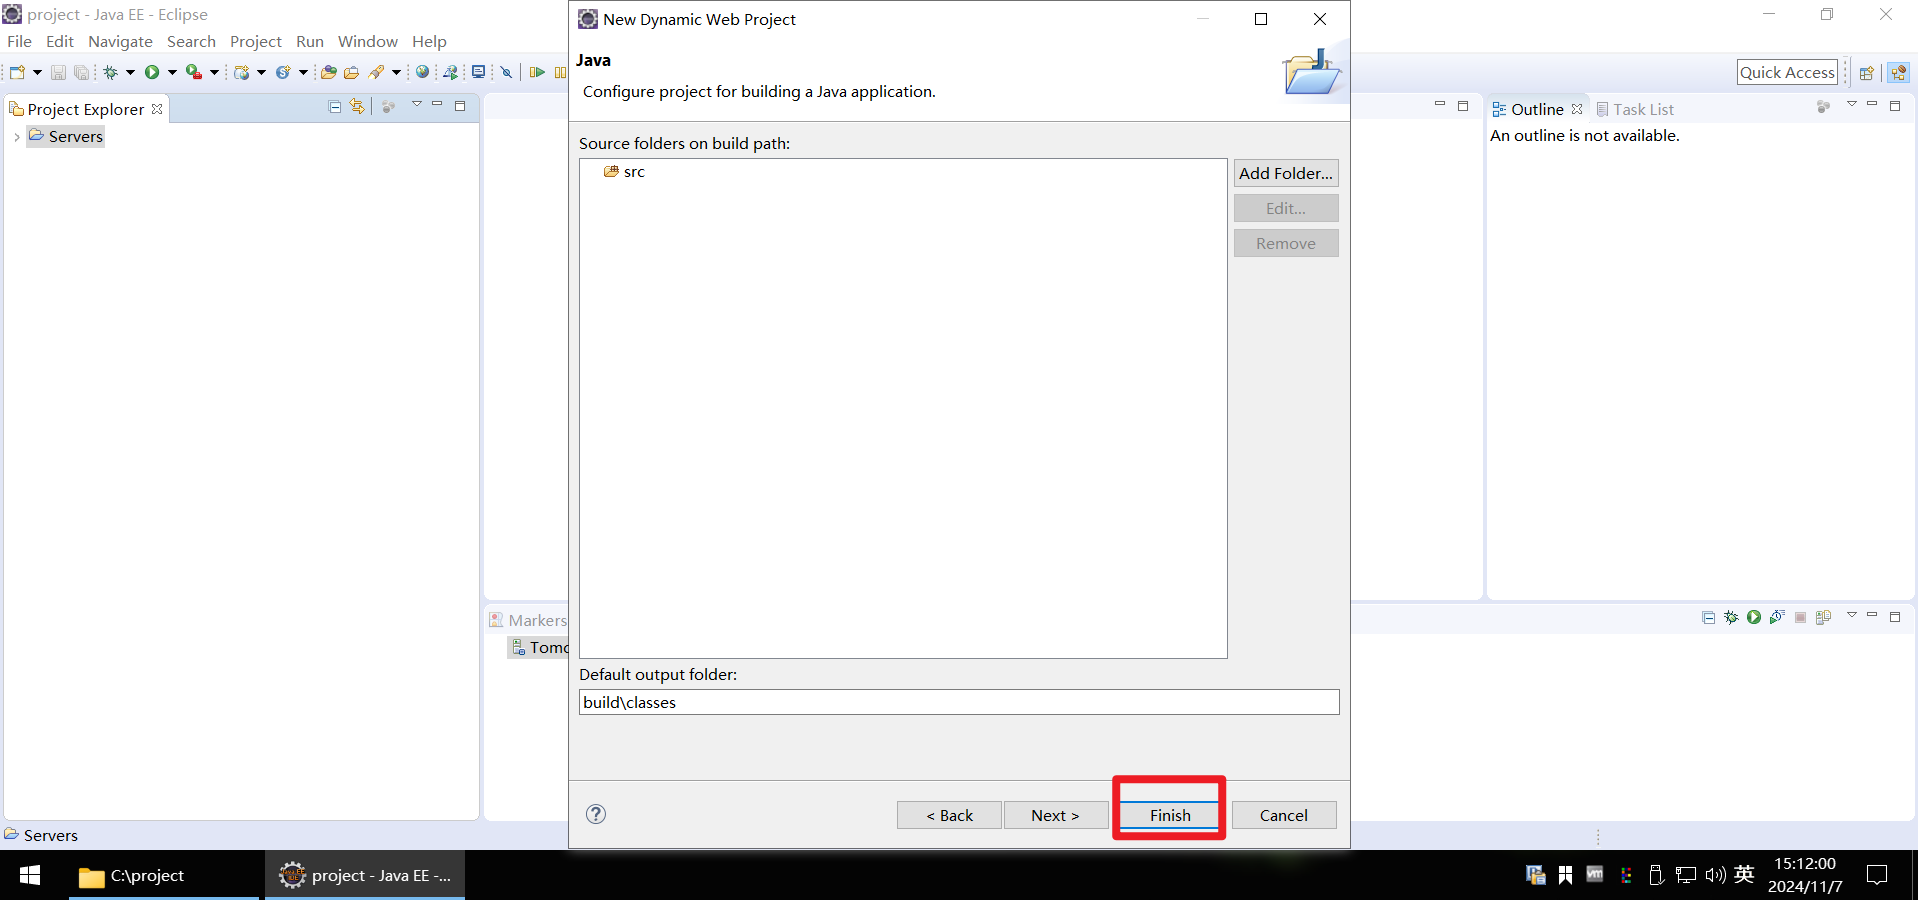 project - Java EE - Eclipse
File Edit Navigate Search Project Run Window Help
Quick Access
Project Explorer
Servers
New Dynamic Web Project
Java
Configure project for building a Java application.
Source folders on build path:
src
Add Folder...
Edit...
Remove
Default output folder:
build\classes
< Back
Next >
Finish
Cancel
Outline
Task List
An outline is not available.
Markers
Tomc
Servers
C:\project
project - Java EE -...
英
15:12:00
2024/11/7